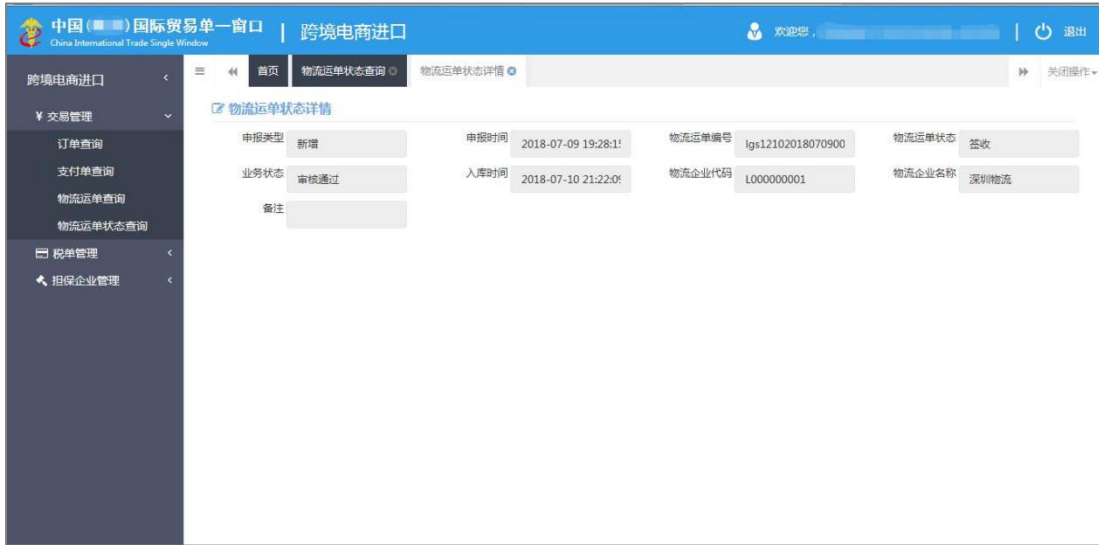 中国( )国际贸易单一窗口 | 跨境电商进口 欢迎您, | 退出
China International Trade Single Window
跨境电商进口
首页 物流运单状态查询 物流运单状态详情 关闭操作
¥ 交易管理
订单查询
支付单查询
物流运单查询
物流运单状态查询
税单管理
担保企业管理
物流运单状态详情
申报类型 新增 申报时间 2018-07-09 19:28:1 物流运单编号 lgs12102018070900 物流运单状态 签收
业务状态 审核通过 入库时间 2018-07-10 21:22:0 物流企业代码 L000000001 物流企业名称 深圳物流
备注